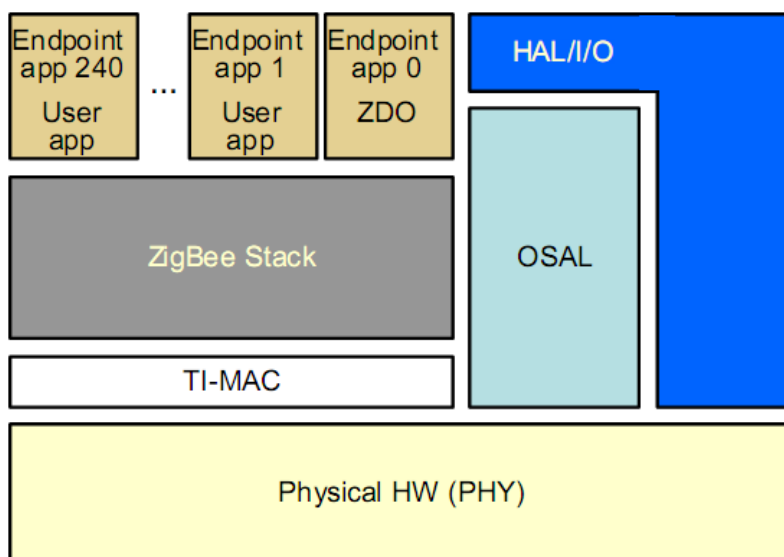 Endpoint
app 240
User
app
...
Endpoint
app 1
User
app
Endpoint
app 0
ZDO
HAL/I/O
ZigBee Stack
OSAL
TI-MAC
Physical HW (PHY)